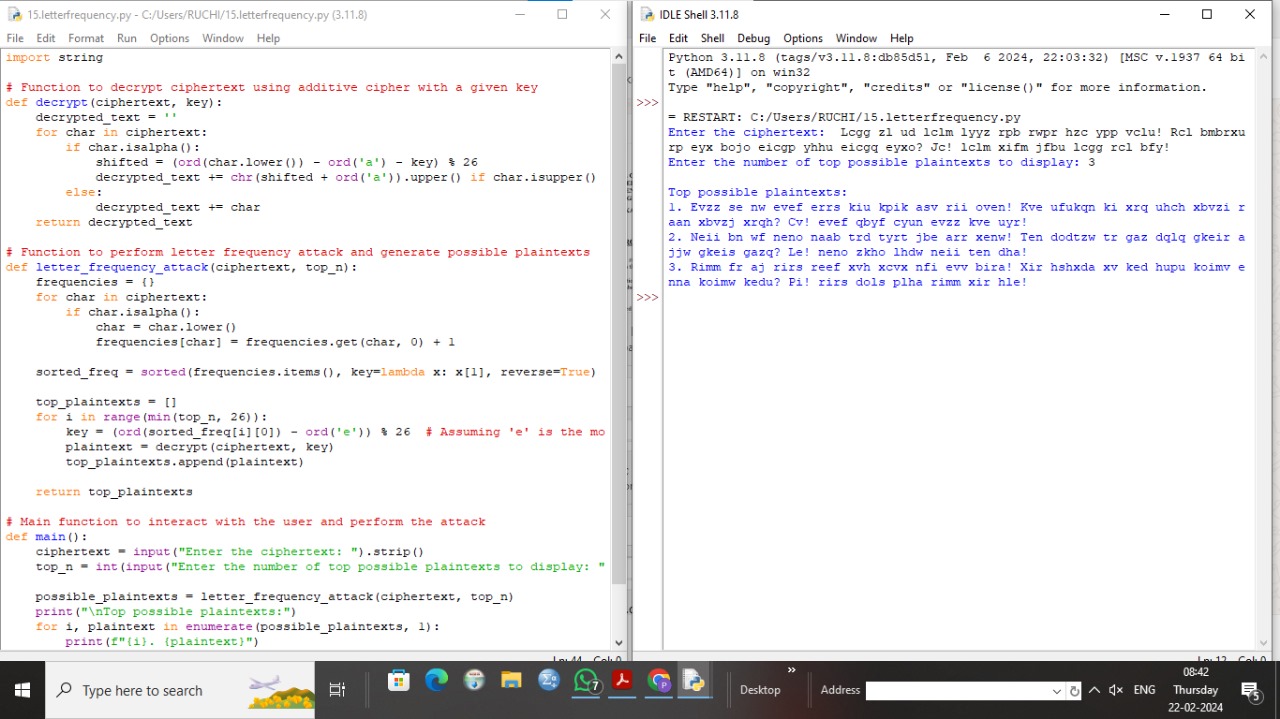 15.letterfrequency.py - C:/Users/RUCHI/15.letterfrequency.py (3.11.8)
File Edit Format Run Options Window Help
import string
# Function to decrypt ciphertext using additive cipher with a given key
def decrypt(ciphertext, key):
    decrypted_text = ''
    for char in ciphertext:
        if char.isalpha():
            shifted = (ord(char.lower()) - ord('a') - key) % 26
            decrypted_text += chr(shifted + ord('a')).upper() if char.isupper()
        else:
            decrypted_text += char
    return decrypted_text
# Function to perform letter frequency attack and generate possible plaintexts
def letter_frequency_attack(ciphertext, top_n):
    frequencies = {}
    for char in ciphertext:
        if char.isalpha():
            char = char.lower()
            frequencies[char] = frequencies.get(char, 0) + 1
    sorted_freq = sorted(frequencies.items(), key=lambda x: x[1], reverse=True)
    top_plaintexts = []
    for i in range(min(top_n, 26)):
        key = (ord(sorted_freq[i][0]) - ord('e')) % 26  # Assuming 'e' is the mo
        plaintext = decrypt(ciphertext, key)
        top_plaintexts.append(plaintext)
    return top_plaintexts
# Main function to interact with the user and perform the attack
def main():
    ciphertext = input("Enter the ciphertext: ").strip()
    top_n = int(input("Enter the number of top possible plaintexts to display: "
    possible_plaintexts = letter_frequency_attack(ciphertext, top_n)
    print("\nTop possible plaintexts:")
    for i, plaintext in enumerate(possible_plaintexts, 1):
        print(f"{i}. {plaintext}")
IDLE Shell 3.11.8
File Edit Shell Debug Options Window Help
Python 3.11.8 (tags/v3.11.8:db85d51, Feb  6 2024, 22:03:32) [MSC v.1937 64 bi
t (AMD64)] on win32
Type "help", "copyright", "credits" or "license()" for more information.
>>>
= RESTART: C:/Users/RUCHI/15.letterfrequency.py
Enter the ciphertext:  Lcgg zl ud lclm lyyz rpb rwpr hzc ypp vclu! Rcl bmbrxu
rp eyx bojo eicgp yhhu eicgq eyxo? Jc! lclm xifm jfbu lcgg rcl bfy!
Enter the number of top possible plaintexts to display: 3
Top possible plaintexts:
1. Evzz se nw evef errs kiu kpik asv rii oven! Kve ufukqn ki xrq uhch xbvzi r
aan xbvzj xrqh? Cv! evef qbyf cyun evzz kve uyr!
2. Neii bn wf neno naab trd tyrt jbe arr xenw! Ten dodtzw tr gaz dqlq gkeir a
jjw gkeis gazq? Le! neno zkho lhdw neii ten dha!
3. Rimm fr aj rirs reef xvh xcvx nfi evv bira! Xir hshxda xv ked hupu koimv e
nna koimw kedu? Pi! rirs dols plha rimm xir hle!
>>>
Type here to search
7
Desktop
»
Address
ENG
08:42
Thursday
22-02-2024
5